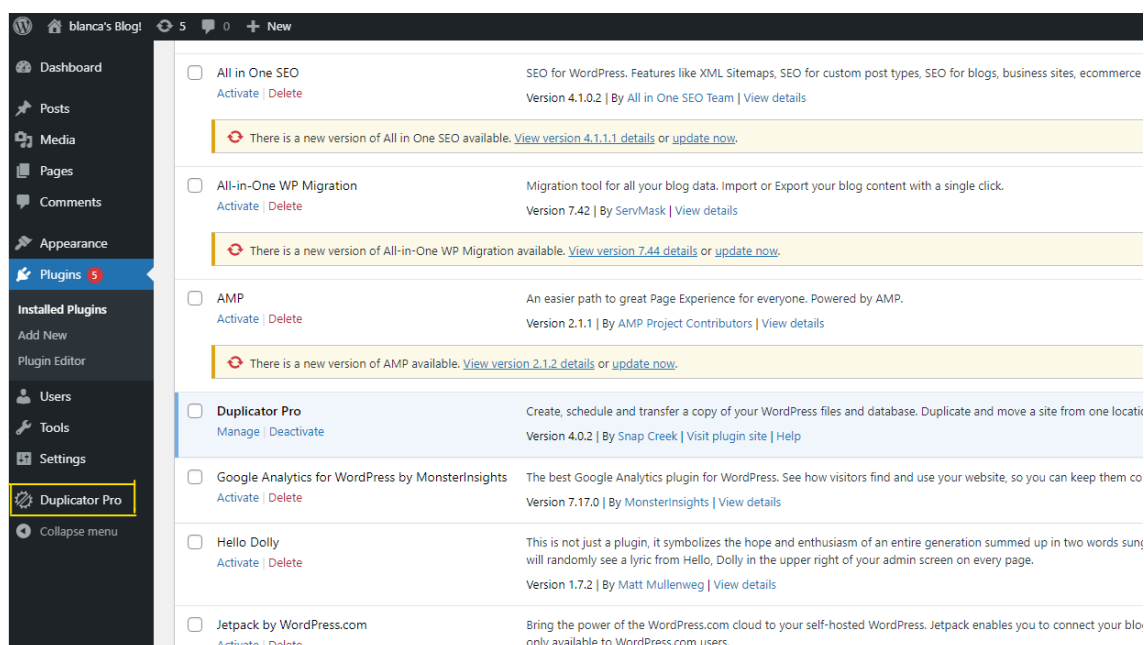 blanca's Blog! 5 0 + New
Dashboard
Posts
Media
Pages
Comments
Appearance
Plugins 5
Installed Plugins
Add New
Plugin Editor
Users
Tools
Settings
Duplicator Pro
Collapse menu
All in One SEO
Activate | Delete
SEO for WordPress. Features like XML Sitemaps, SEO for custom post types, SEO for blogs, business sites, ecommerce
Version 4.1.0.2 | By All in One SEO Team | View details
There is a new version of All in One SEO available. View version 4.1.1.1 details or update now.
All-in-One WP Migration
Activate | Delete
Migration tool for all your blog data. Import or Export your blog content with a single click.
Version 7.42 | By ServMask | View details
There is a new version of All-in-One WP Migration available. View version 7.44 details or update now.
AMP
Activate | Delete
An easier path to great Page Experience for everyone. Powered by AMP.
Version 2.1.1 | By AMP Project Contributors | View details
There is a new version of AMP available. View version 2.1.2 details or update now.
Duplicator Pro
Manage | Deactivate
Create, schedule and transfer a copy of your WordPress files and database. Duplicate and move a site from one
Version 4.0.2 | By Snap Creek | Visit plugin site | Help
Google Analytics for WordPress by MonsterInsights
Activate | Delete
The best Google Analytics plugin for WordPress. See how visitors find and use your website, so you can keep them
Version 7.17.0 | By MonsterInsights | View details
Hello Dolly
Activate | Delete
This is not just a plugin, it symbolizes the hope and enthusiasm of an entire generation summed up in two words
will randomly see a lyric from Hello, Dolly in the upper right of your admin screen on every page.
Version 1.7.2 | By Matt Mullenweg | View details
Jetpack by WordPress.com
Activate | Delete
Bring the power of the WordPress.com cloud to your self-hosted WordPress. Jetpack enables you to connect your
only available to WordPress.com users.